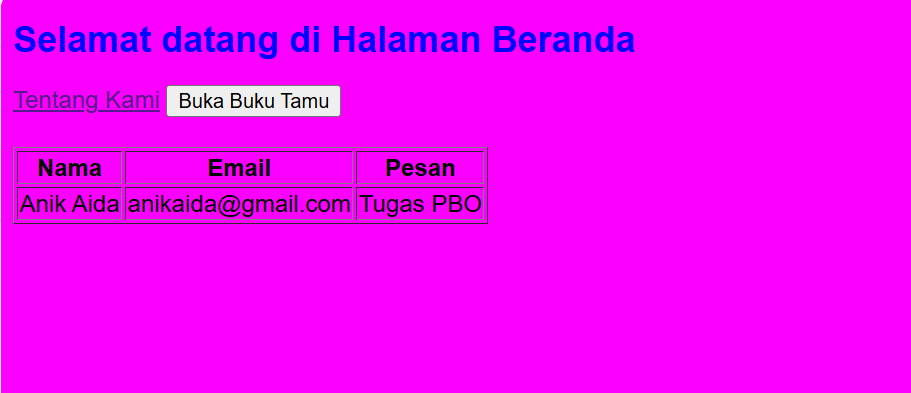 Selamat datang di Halaman Beranda
Tentang Kami Buka Buku Tamu
Nama Email Pesan
Anik Aida anikaida@gmail.com Tugas PBO